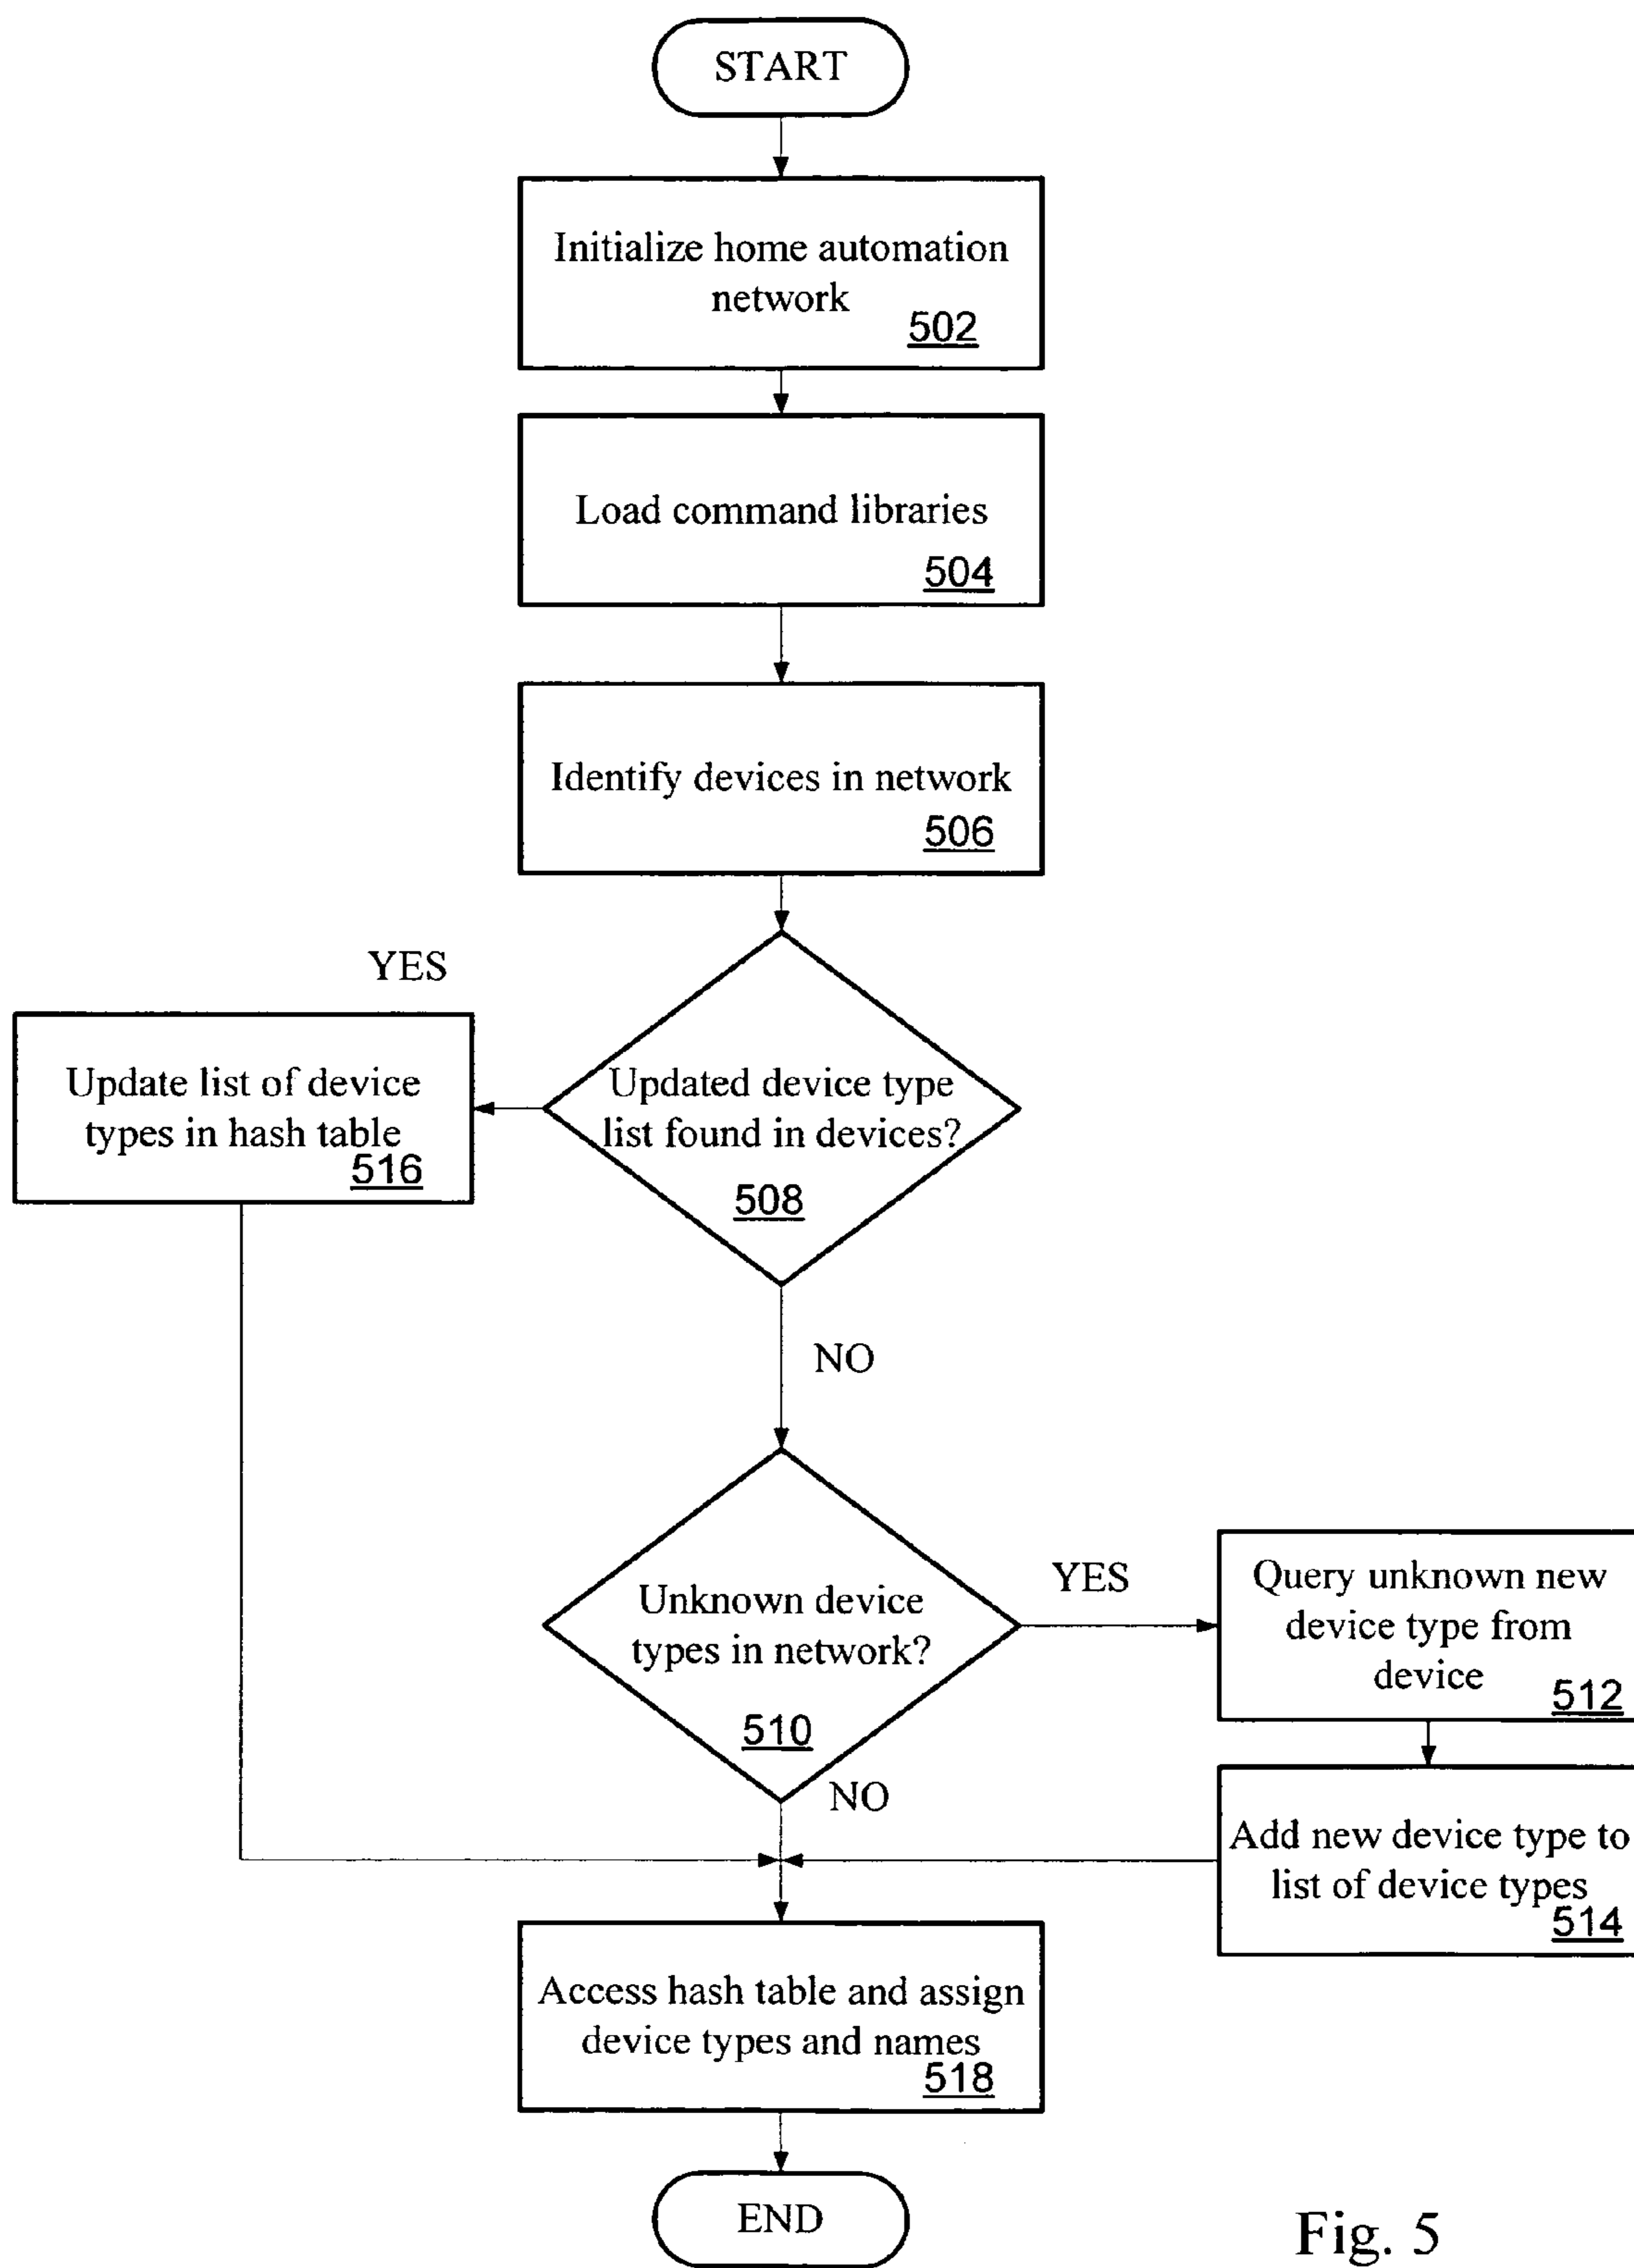 START
Initialize home automation
network
502
Load command libraries
504
Identify devices in network
506
YES
Update list of device
types in hash table
516
Updated device type
list found in devices?
508
NO
Unknown device
types in network?
510
YES
Query unknown new
device type from
device
512
NO
Add new device type to
list of device types
514
Access hash table and assign
device types and names
518
END
Fig. 5